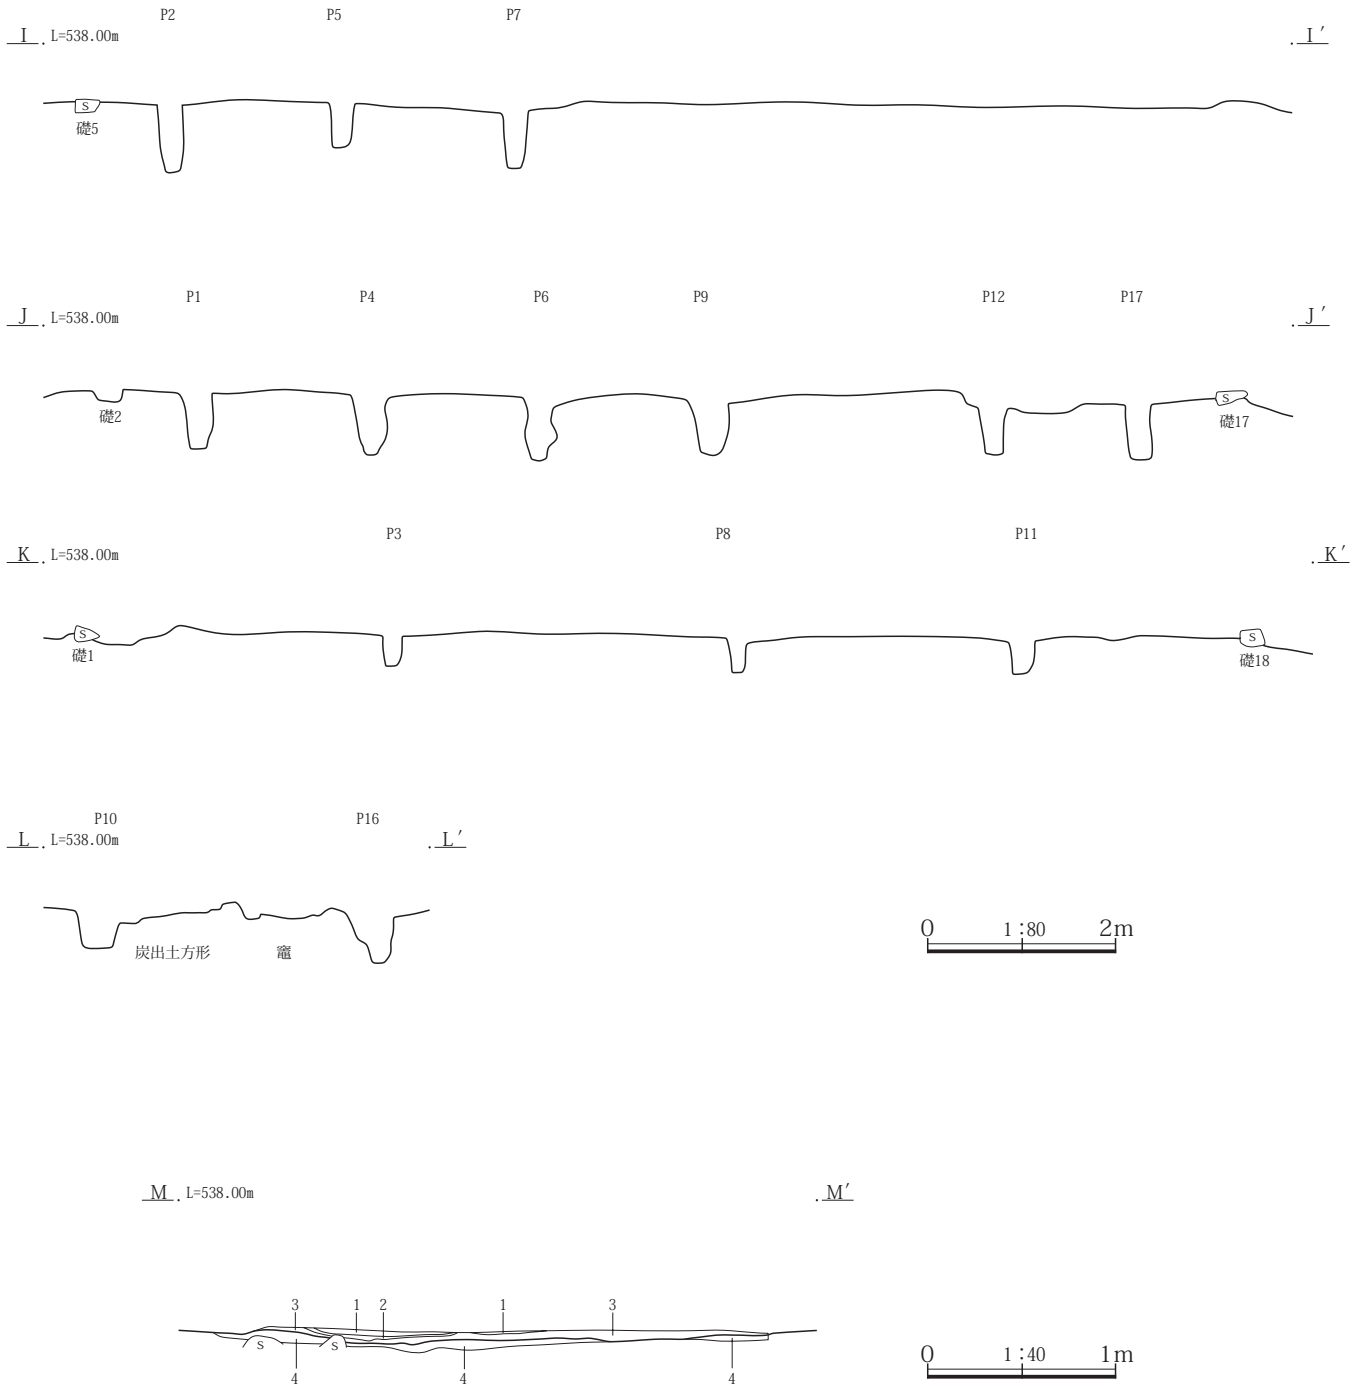 P2 P5 P7
I . L=538.00m . I′
S
礎5
P1 P4 P6 P9 P12 P17
J . L=538.00m . J′
S
礎2 礎17
P3 P8 P11
K . L=538.00m . K′
S S
礎1 礎18
P10 P16
L . L=538.00m . L′
炭出土方形 竈
0 1:80 2m
M . L=538.00m . M′
3 1 2 1 3
S S
4 4 4
0 1:40 1m